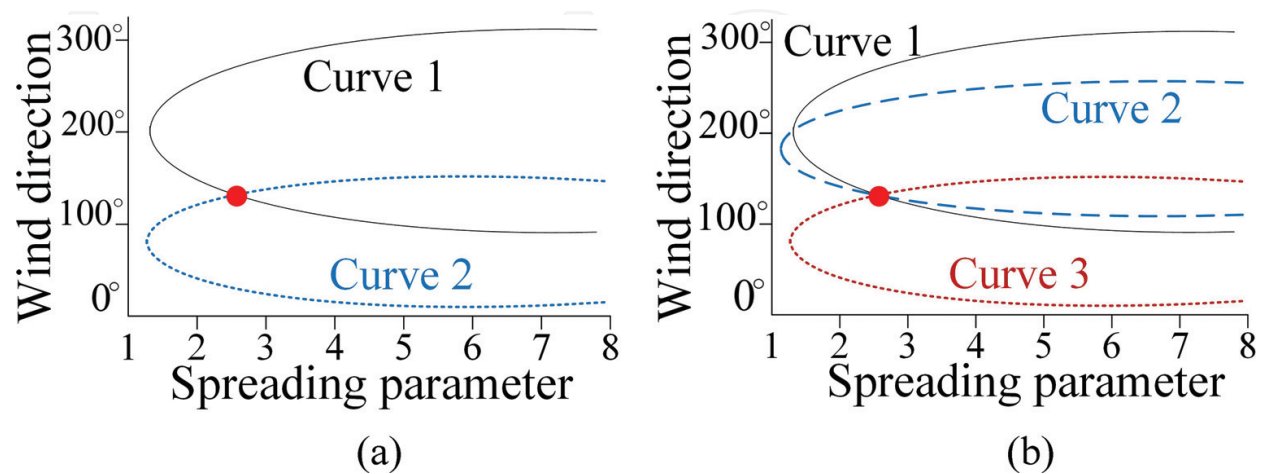 Wind direction
300°
200°
100°
0°
Curve 1
Curve 2
1 2 3 4 5 6 7 8
Spreading parameter
(a)
Wind direction
300°
200°
100°
0°
Curve 1
Curve 2
Curve 3
1 2 3 4 5 6 7 8
Spreading parameter
(b)